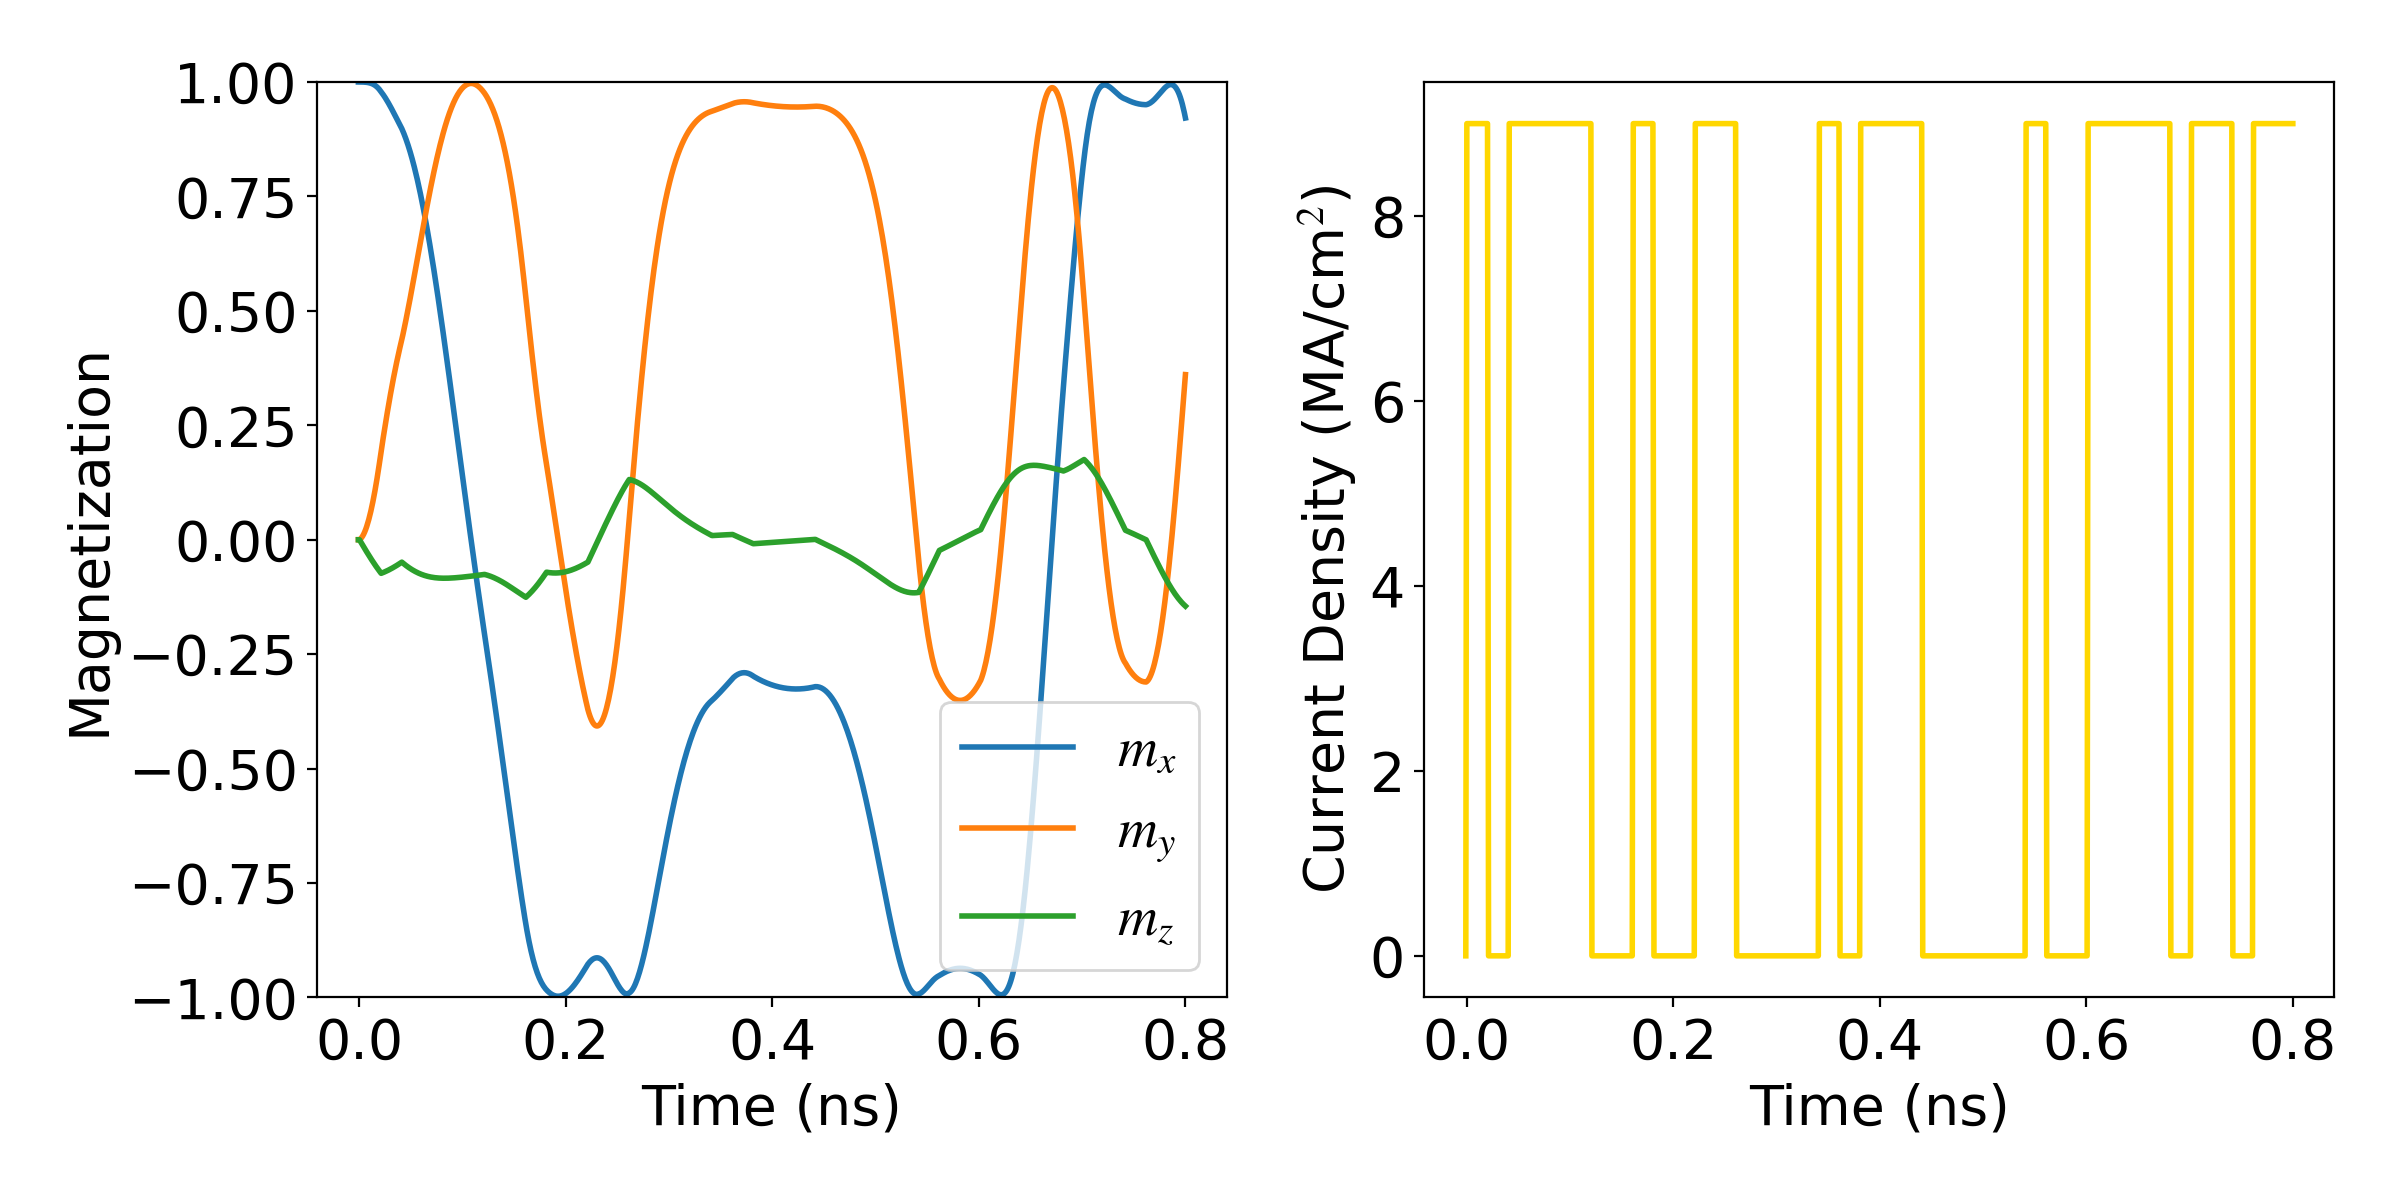 1.00
0.75
0.50
0.25
0.00
−0.25
−0.50
−0.75
−1.00
Magnetization
0.0 0.2 0.4 0.6 0.8
Time (ns)
mₓ
m_y
m_z
8
6
4
2
0
Current Density (MA/cm²)
0.0 0.2 0.4 0.6 0.8
Time (ns)